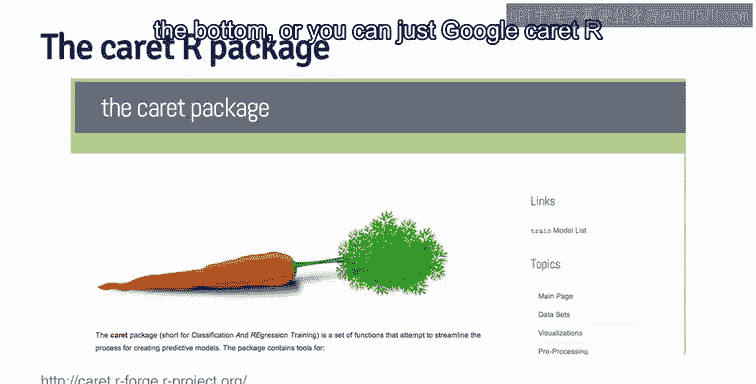 the bottom, or you can just Google caret R
The caret R package
the caret package
Links
train Model List
Topics
Main Page
Data Sets
Visualizations
Pre-Processing
The caret package (short for Classification And REgression Training) is a set of functions that attempt to streamline the
process for creating predictive models. The package contains tools for:
http://caret.r-forge.r-project.org/